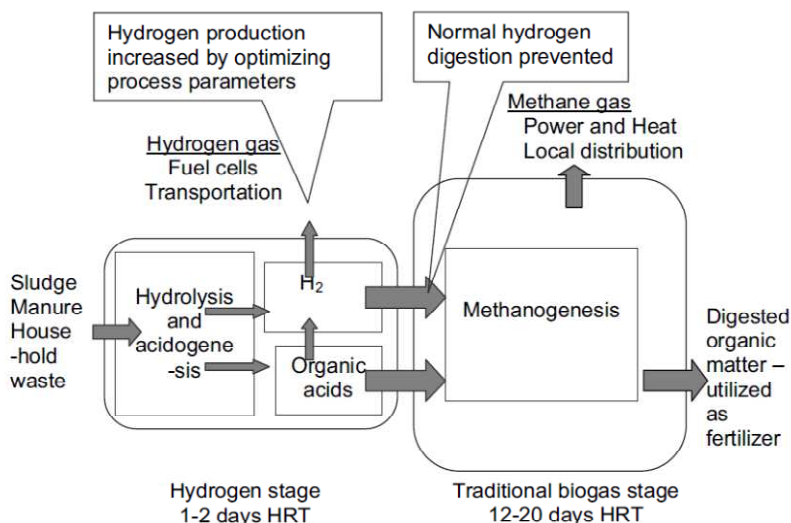 Hydrogen production
increased by optimizing
process parameters
Normal hydrogen
digestion prevented
Hydrogen gas
Fuel cells
Transportation
Methane gas
Power and Heat
Local distribution
Sludge
Manure
House
-hold
waste
Hydrolysis
and
acidogene
-sis
H₂
Organic
acids
Methanogenesis
Digested
organic
matter –
utilized
as
fertilizer
Hydrogen stage
1-2 days HRT
Traditional biogas stage
12-20 days HRT